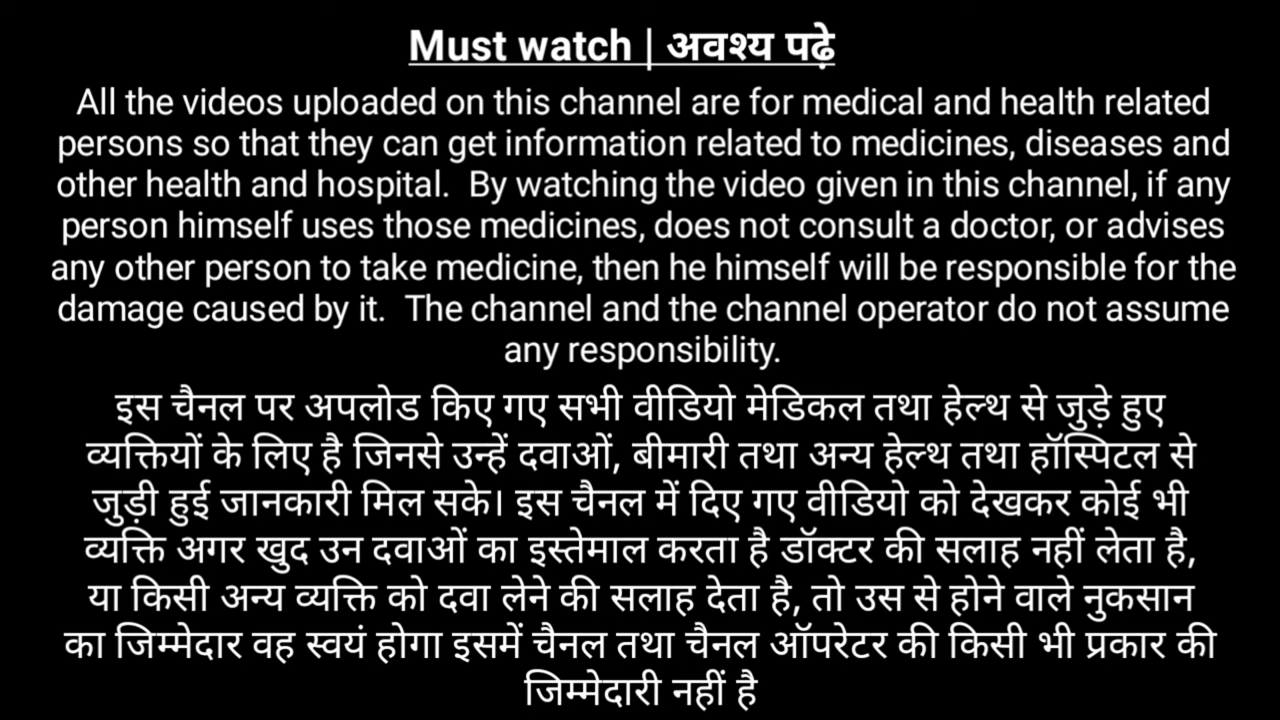 Must watch | अवश्य पढ़े
All the videos uploaded on this channel are for medical and health related
persons so that they can get information related to medicines, diseases and
other health and hospital. By watching the video given in this channel, if any
person himself uses those medicines, does not consult a doctor, or advises
any other person to take medicine, then he himself will be responsible for the
damage caused by it. The channel and the channel operator do not assume
any responsibility.
इस चैनल पर अपलोड किए गए सभी वीडियो मेडिकल तथा हेल्थ से जुड़े हुए
व्यक्तियों के लिए है जिनसे उन्हें दवाओं, बीमारी तथा अन्य हेल्थ तथा हॉस्पिटल से
जुड़ी हुई जानकारी मिल सके। इस चैनल में दिए गए वीडियो को देखकर कोई भी
व्यक्ति अगर खुद उन दवाओं का इस्तेमाल करता है डॉक्टर की सलाह नहीं लेता है,
या किसी अन्य व्यक्ति को दवा लेने की सलाह देता है, तो उस से होने वाले नुकसान
का जिम्मेदार वह स्वयं होगा इसमें चैनल तथा चैनल ऑपरेटर की किसी भी प्रकार की
जिम्मेदारी नहीं है